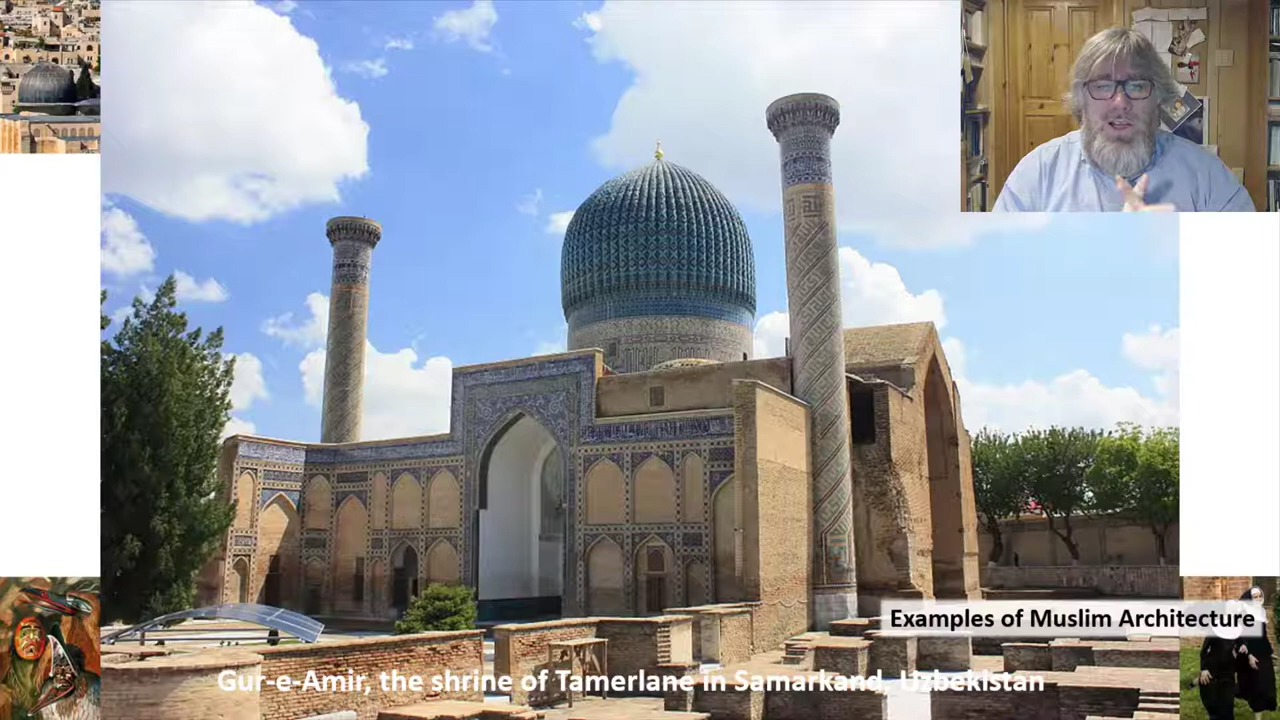 Examples of Muslim Architecture
Gur-e-Amir, the shrine of Tamerlane in Samarkand, Uzbekistan